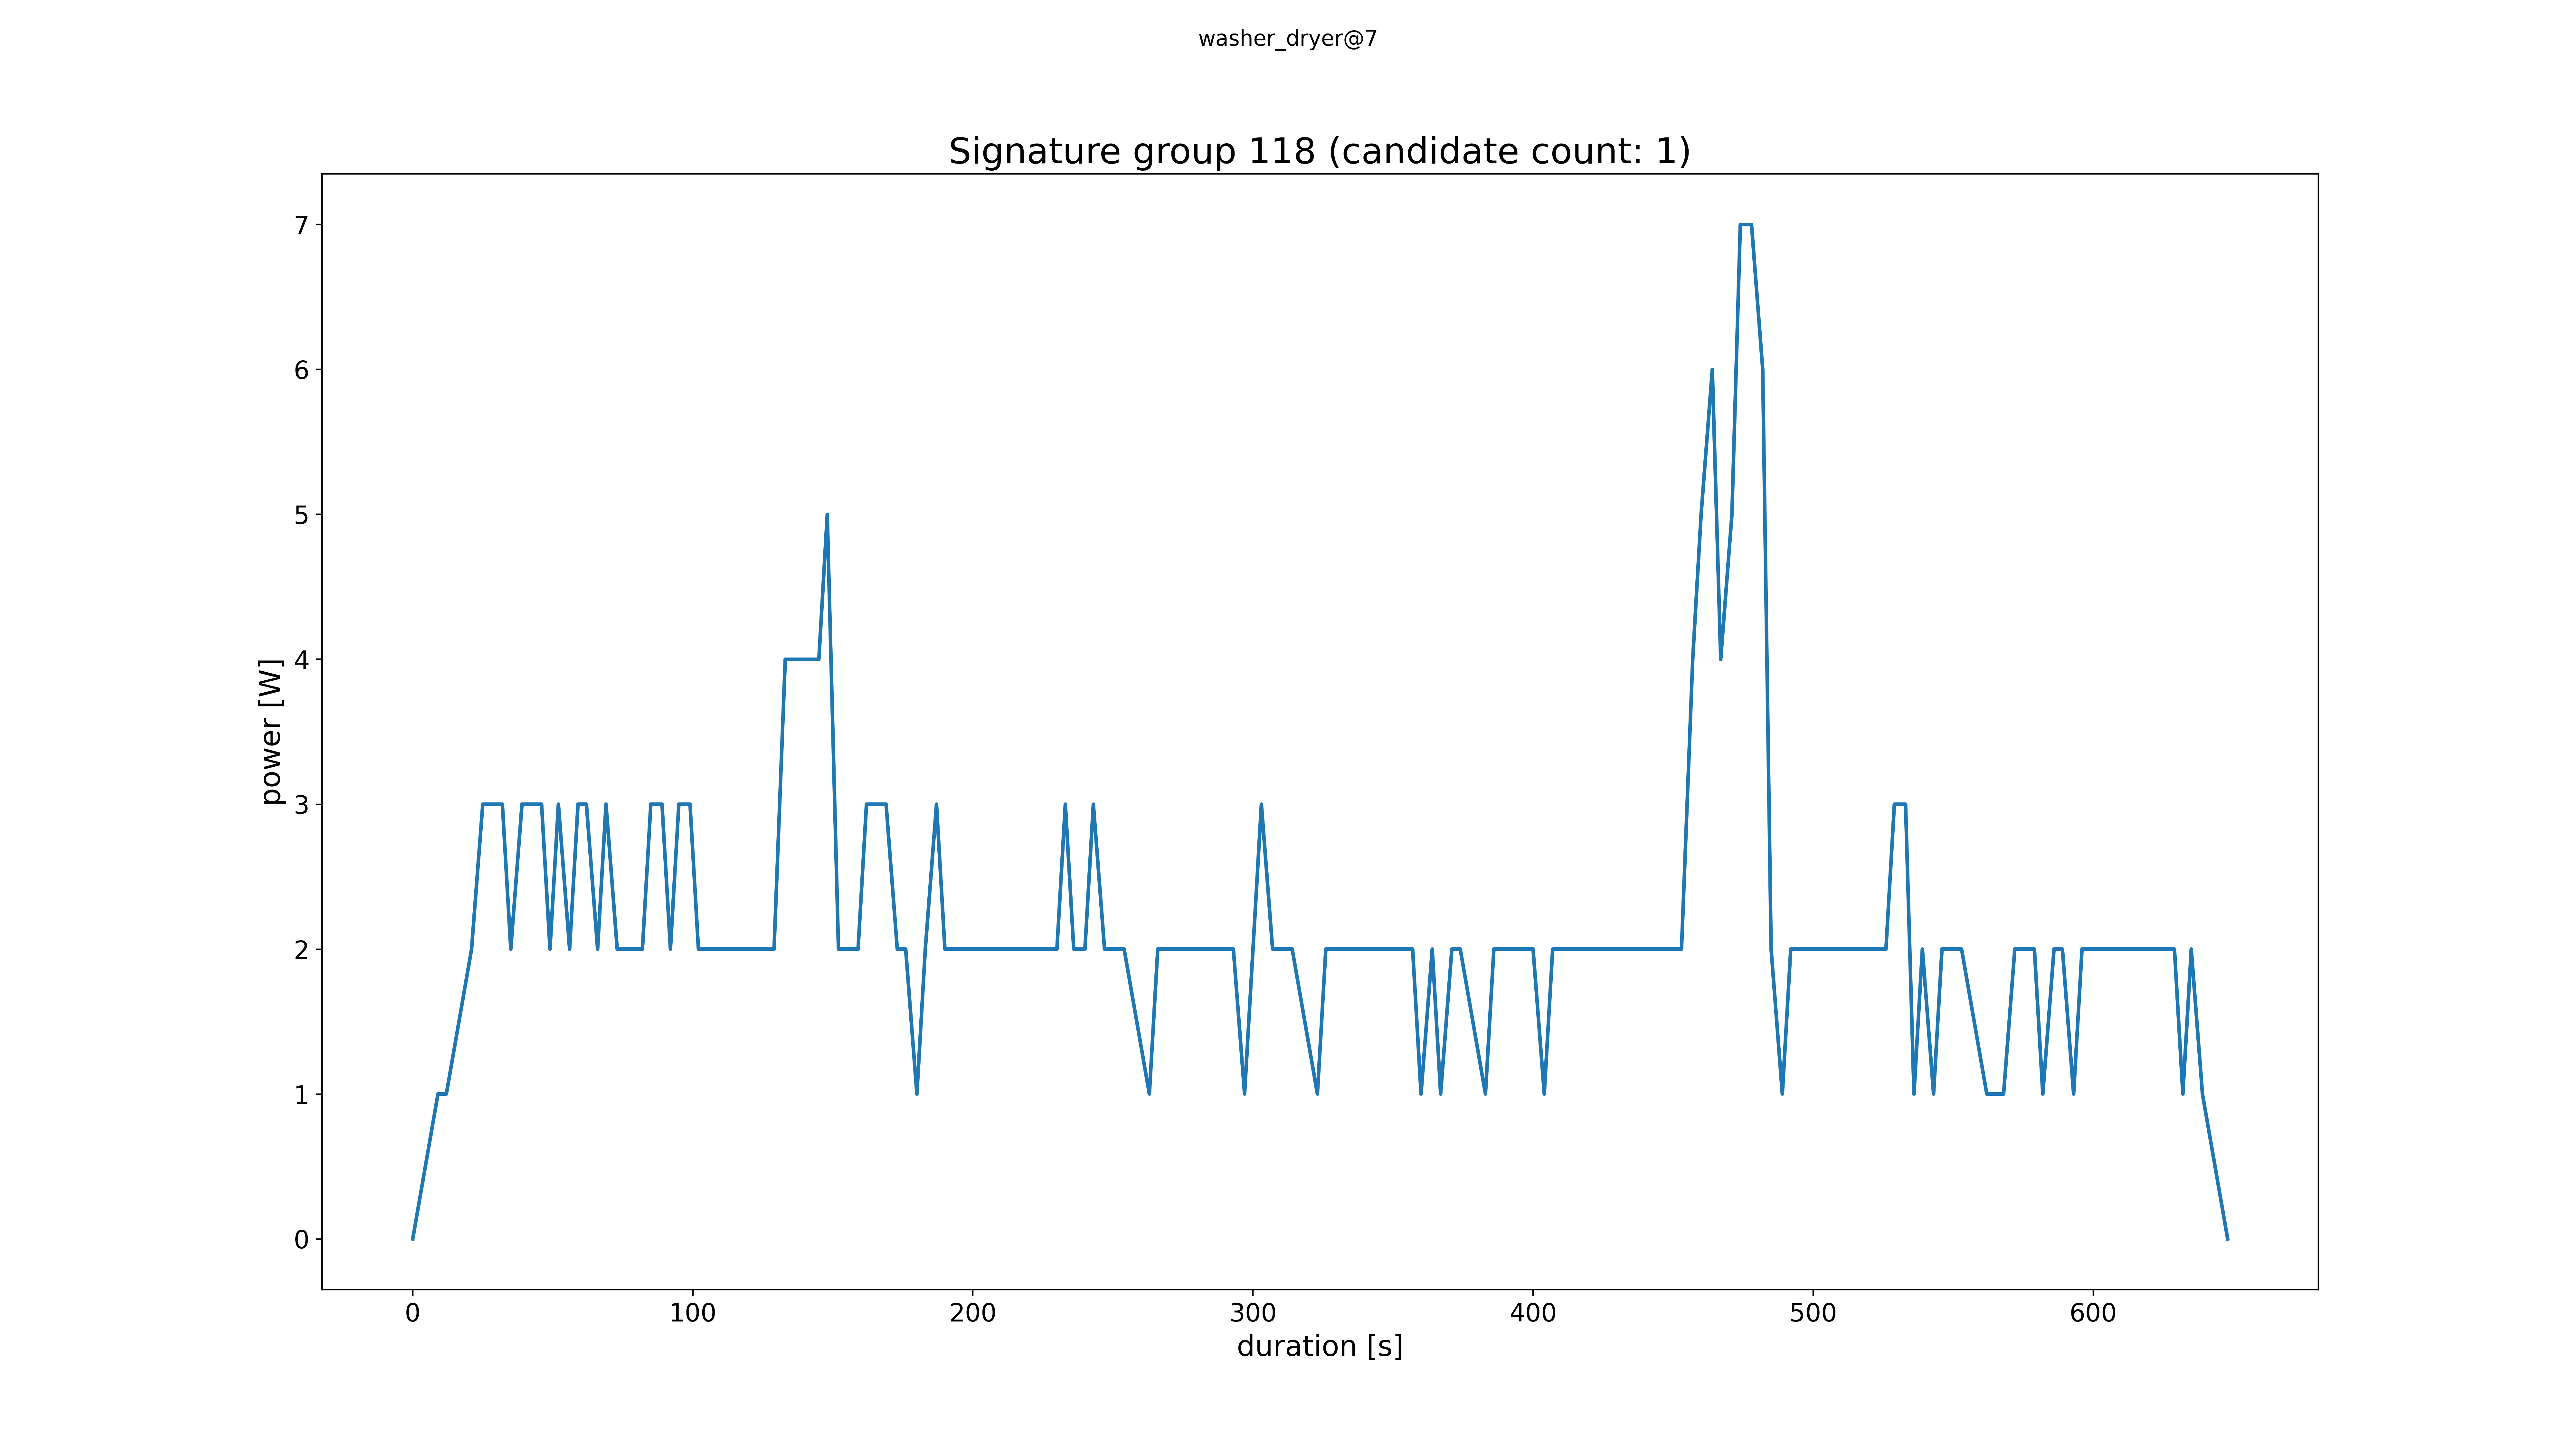 washer_dryer@7
Signature group 118 (candidate count: 1)
7
6
5
4
3
2
1
0
power [W]
0 100 200 300 400 500 600
duration [s]